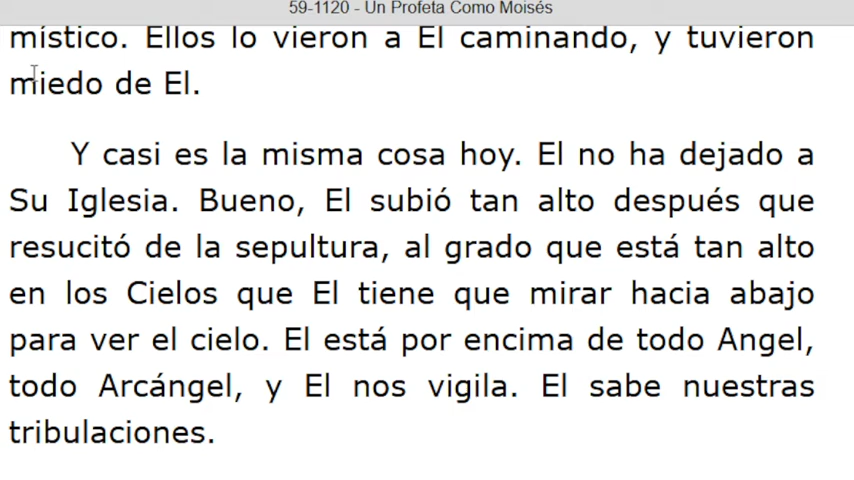 59-1120 - Un Profeta Como Moisés
místico. Ellos lo vieron a El caminando, y tuvieron
miedo de El.
Y casi es la misma cosa hoy. El no ha dejado a
Su Iglesia. Bueno, El subió tan alto después que
resucitó de la sepultura, al grado que está tan alto
en los Cielos que El tiene que mirar hacia abajo
para ver el cielo. El está por encima de todo Angel,
todo Arcángel, y El nos vigila. El sabe nuestras
tribulaciones.